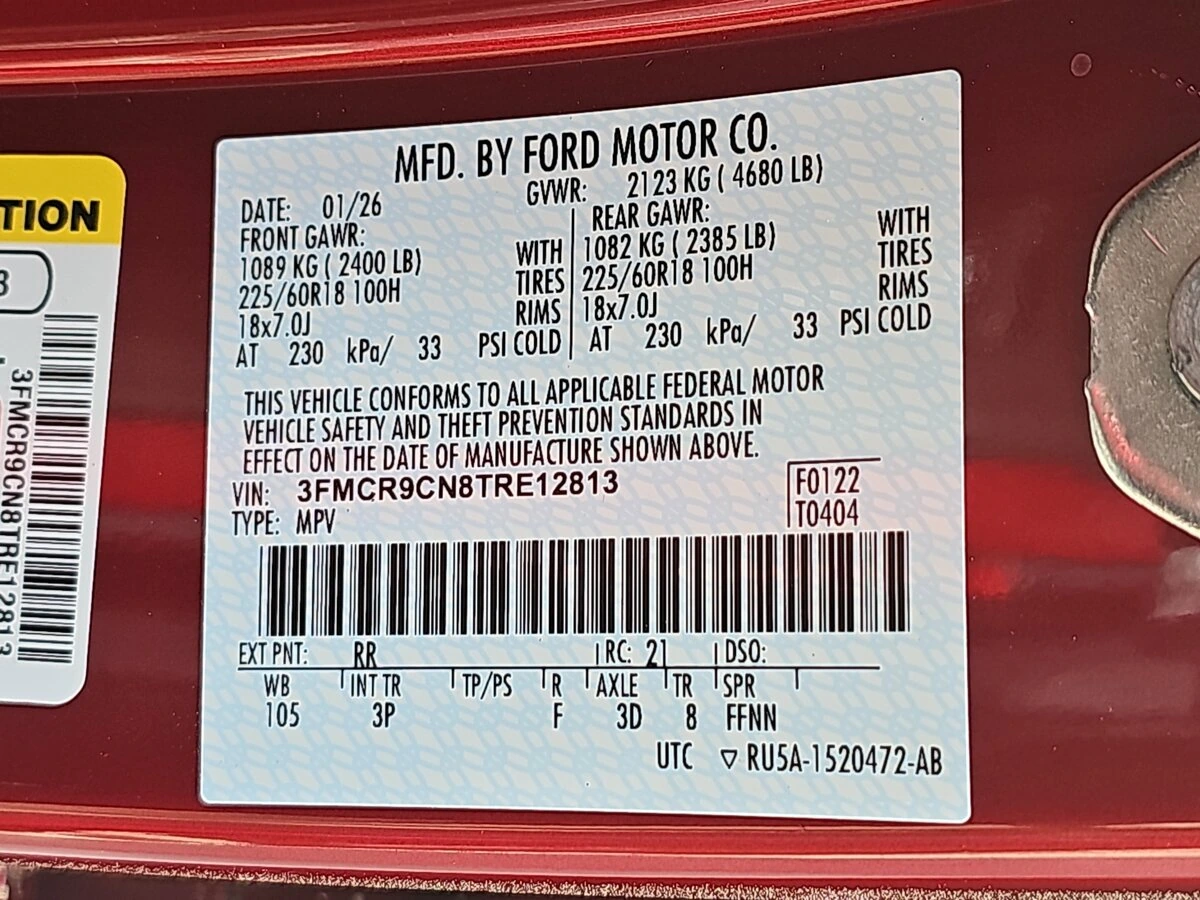 MFD. BY FORD MOTOR CO.
DATE: 01/26
GVWR: 2123 KG ( 4680 LB)
FRONT GAWR:
1089 KG ( 2400 LB) WITH
225/60R18 100H TIRES
18x7.0J RIMS
AT 230 kPa/ 33 PSI COLD
REAR GAWR:
1082 KG ( 2385 LB) WITH
225/60R18 100H TIRES
18x7.0J RIMS
AT 230 kPa/ 33 PSI COLD
THIS VEHICLE CONFORMS TO ALL APPLICABLE FEDERAL MOTOR
VEHICLE SAFETY AND THEFT PREVENTION STANDARDS IN
EFFECT ON THE DATE OF MANUFACTURE SHOWN ABOVE.
VIN: 3FMCR9CN8TRE12813
TYPE: MPV
F0122
T0404
EXT PNT: RR RC: 21 DSO:
WB INT TR TP/PS R AXLE TR SPR
105 3P F 3D 8 FFNN
UTC ▽ RU5A-1520472-AB
TION
3
3FMCR9CN8TRE12813